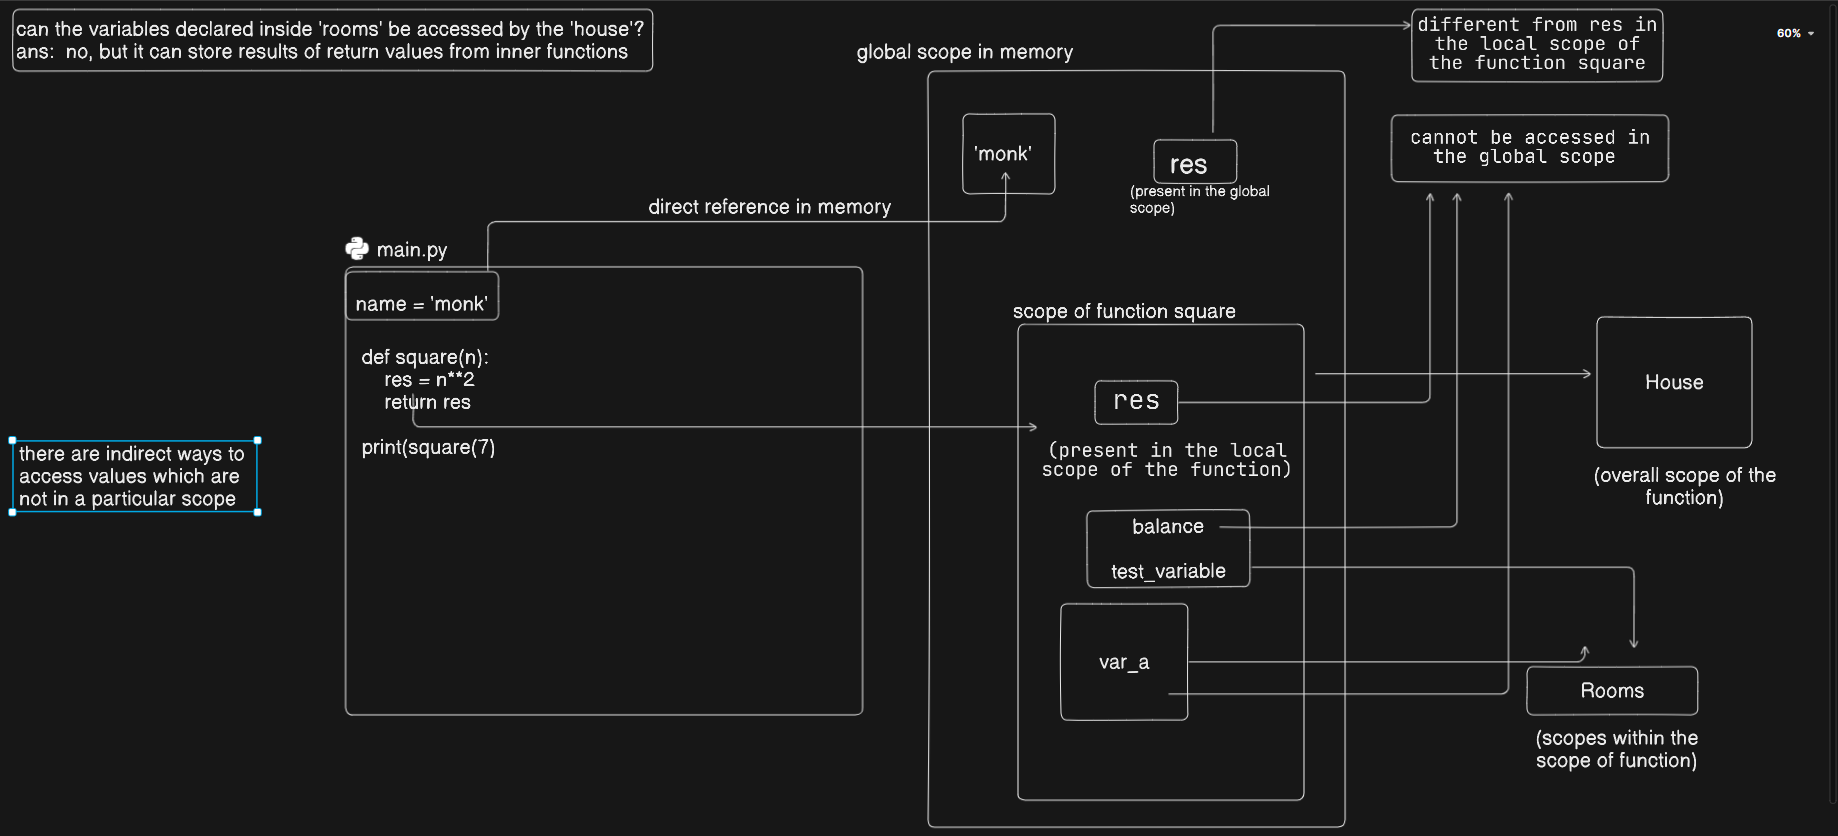 can the variables declared inside 'rooms' be accessed by the 'house'?
ans:  no, but it can store results of return values from inner functions
60%
different from res in
the local scope of
the function square
global scope in memory
cannot be accessed in
the global scope
'monk'
res
(present in the global
scope)
direct reference in memory
main.py
name = 'monk'
def square(n):
res = n**2
return res
print(square(7)
there are indirect ways to
access values which are
not in a particular scope
scope of function square
res
(present in the local
scope of the function)
balance
test_variable
var_a
House
(overall scope of the
function)
Rooms
(scopes within the
scope of function)